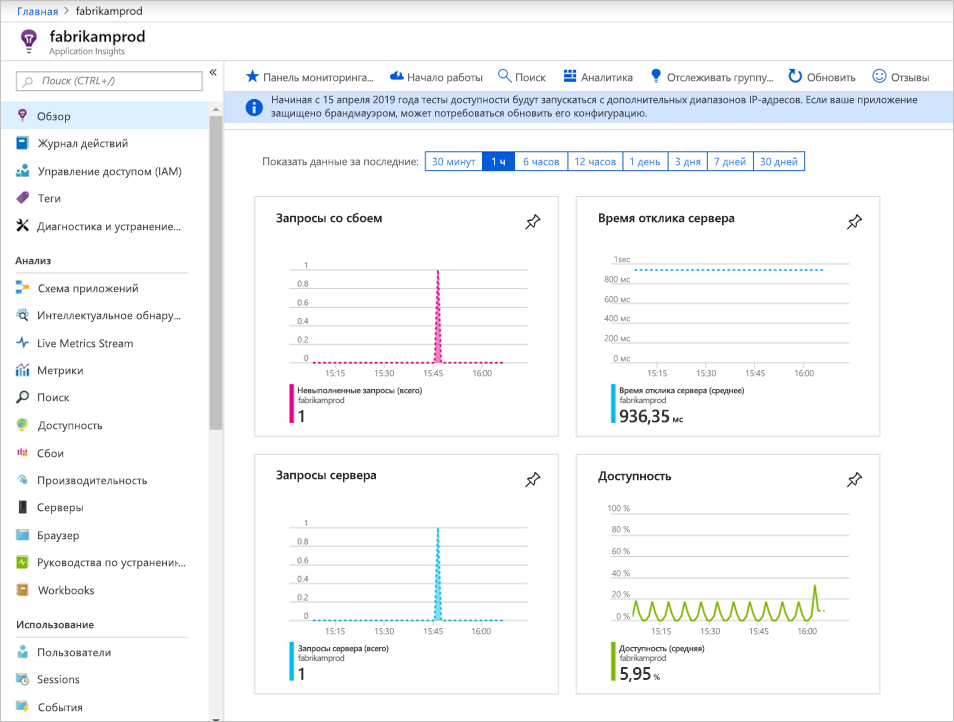 Главная > fabrikamprod
fabrikamprod
Application Insights
Поиск (CTRL+/)
«
Обзор
Журнал действий
Управление доступом (IAM)
Теги
Диагностика и устранение...
Анализ
Схема приложений
Интеллектуальное обнару...
Live Metrics Stream
Метрики
Поиск
Доступность
Сбои
Производительность
Серверы
Браузер
Руководства по устранени...
Workbooks
Использование
Пользователи
Sessions
События
Панель мониторинга... Начало работы Поиск Аналитика Отслеживать группу... Обновить Отзывы
Начиная с 15 апреля 2019 года тесты доступности будут запускаться с дополнительных диапазонов IP-адресов. Если ваше приложение
защищено брандмауэром, может потребоваться обновить его конфигурацию.
Показать данные за последние: 30 минут 1 ч 6 часов 12 часов 1 день 3 дня 7 дней 30 дней
Запросы со сбоем
1
0.8
0.6
0.4
0.2
0
15:15 15:30 15:45 16:00
Невыполненные запросы (всего)
fabrikamprod
1
Время отклика сервера
1sec
800 мс
600 мс
400 мс
200 мс
0 мс
15:15 15:30 15:45 16:00
Время отклика сервера (среднее)
fabrikamprod
936,35 мс
Запросы сервера
1
0.8
0.6
0.4
0.2
0
15:15 15:30 15:45 16:00
Запросы сервера (всего)
fabrikamprod
1
Доступность
100 %
80 %
60 %
40 %
20 %
0 %
15:15 15:30 15:45 16:00
Доступность (средняя)
fabrikamprod
5,95 %